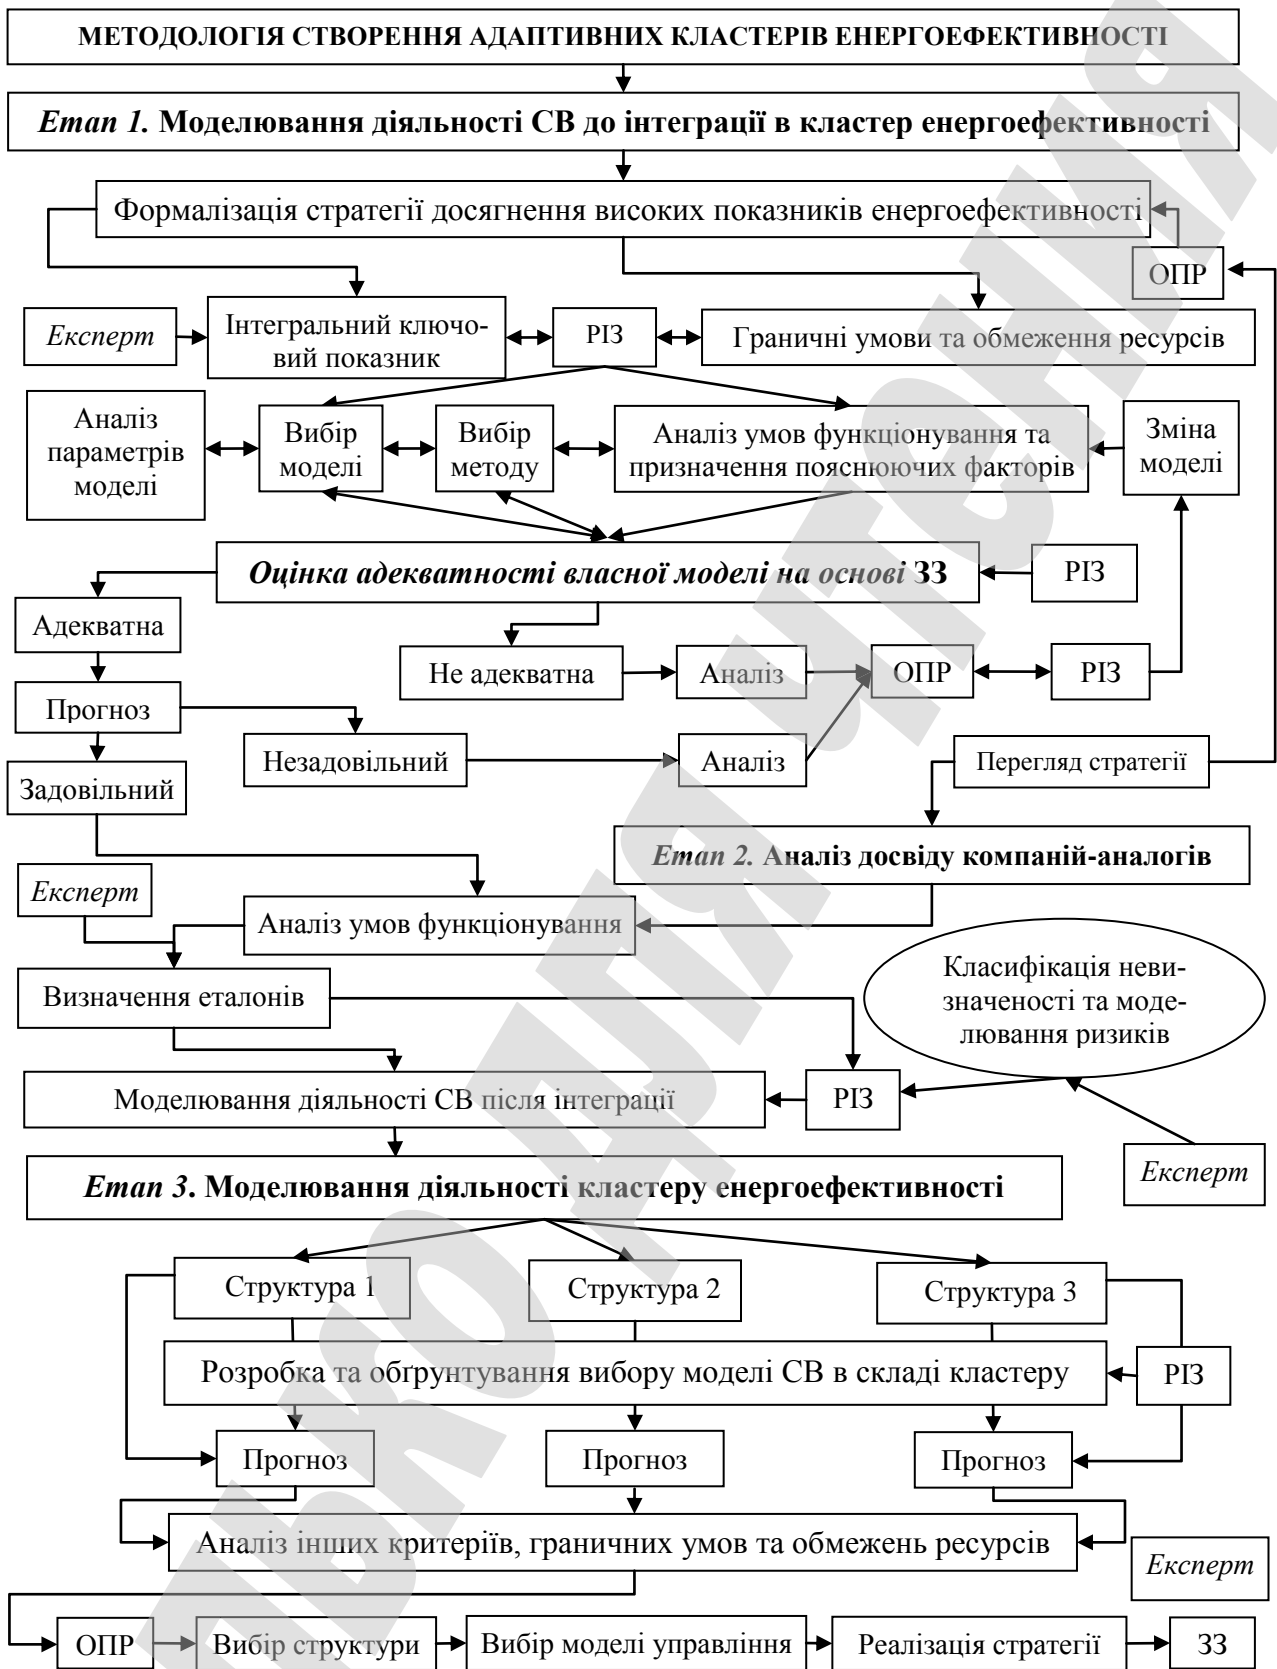 МЕТОДОЛОГІЯ СТВОРЕННЯ АДАПТИВНИХ КЛАСТЕРІВ ЕНЕРГОЕФЕКТИВНОСТІ
Етап 1. Моделювання діяльності СВ до інтеграції в кластер енергоефективності
Формалізація стратегії досягнення високих показників енергоефективності
ОПР
Експерт
Інтегральний ключо-
вий показник
РІЗ
Граничні умови та обмеження ресурсів
Аналіз
параметрів
моделі
Вибір
моделі
Вибір
методу
Аналіз умов функціонування та
призначення пояснюючих факторів
Зміна
моделі
Оцінка адекватності власної моделі на основі ЗЗ
РІЗ
Адекватна
Не адекватна
Аналіз
ОПР
РІЗ
Прогноз
Незадовільний
Аналіз
Перегляд стратегії
Задовільний
Етап 2. Аналіз досвіду компаній-аналогів
Експерт
Аналіз умов функціонування
Класифікація неви-
значеності та моде-
лювання ризиків
Визначення еталонів
Моделювання діяльності СВ після інтеграції
РІЗ
Експерт
Етап 3. Моделювання діяльності кластеру енергоефективності
Структура 1
Структура 2
Структура 3
Розробка та обґрунтування вибору моделі СВ в складі кластеру
РІЗ
Прогноз
Прогноз
Прогноз
Аналіз інших критеріїв, граничних умов та обмежень ресурсів
Експерт
ОПР
Вибір структури
Вибір моделі управління
Реалізація стратегії
ЗЗ
лько для чтения